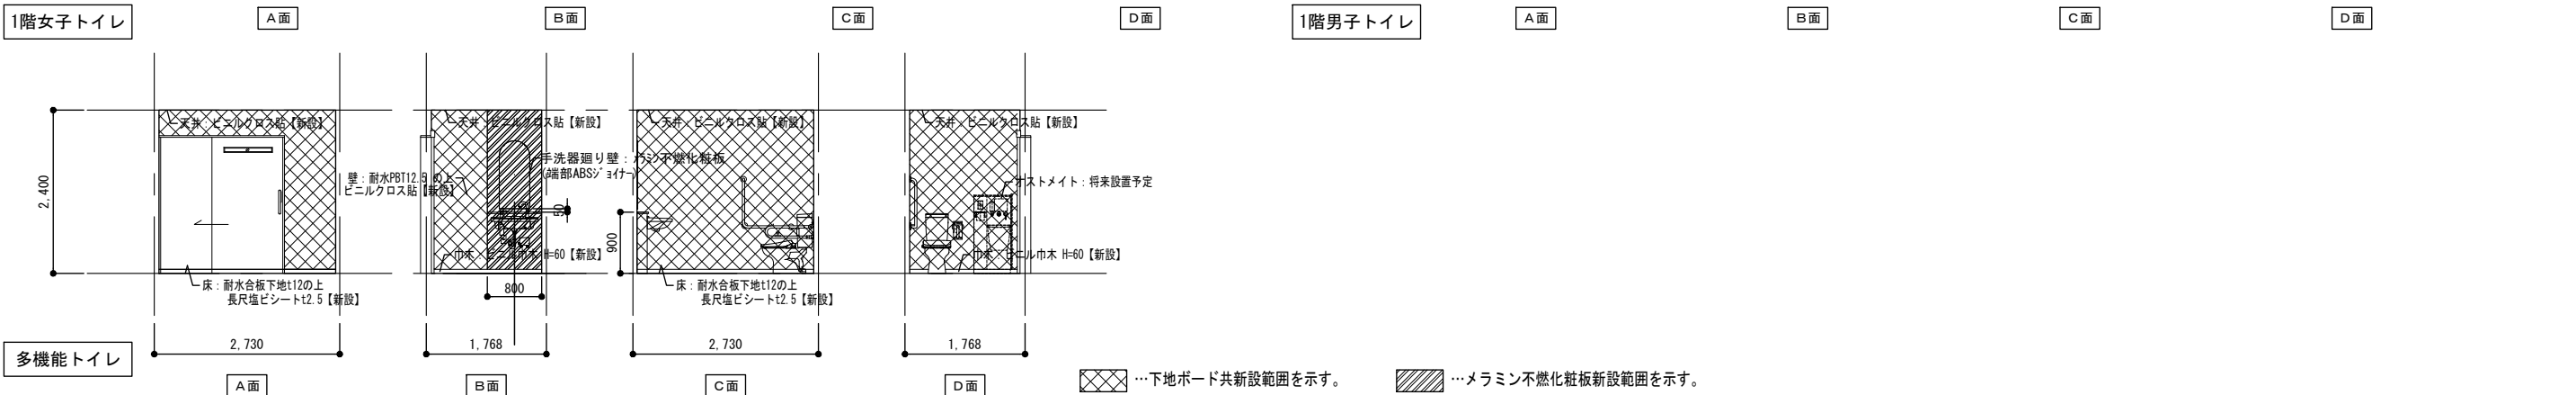 1階女子トイレ
A面
B面
C面
D面
1階男子トイレ
A面
B面
C面
D面
天井：ビニルクロス貼【新設】
天井：ビニルクロス貼【新設】
天井：ビニルクロス貼【新設】
天井：ビニルクロス貼【新設】
手洗器廻り壁：メラミン不燃化粧板
(端部ABSジョイナー)
壁：耐水PBT12.5 の上
ビニルクロス貼【新設】
オストメイト：将来設置予定
2,400
50
900
巾木：ビニル巾木 H=60【新設】
巾木：ビニル巾木 H=60【新設】
床：耐水合板下地t12の上
長尺塩ビシートt2.5【新設】
800
床：耐水合板下地t12の上
長尺塩ビシートt2.5【新設】
2,730
1,768
2,730
1,768
多機能トイレ
A面
B面
C面
D面
…下地ボード共新設範囲を示す。
…メラミン不燃化粧板新設範囲を示す。